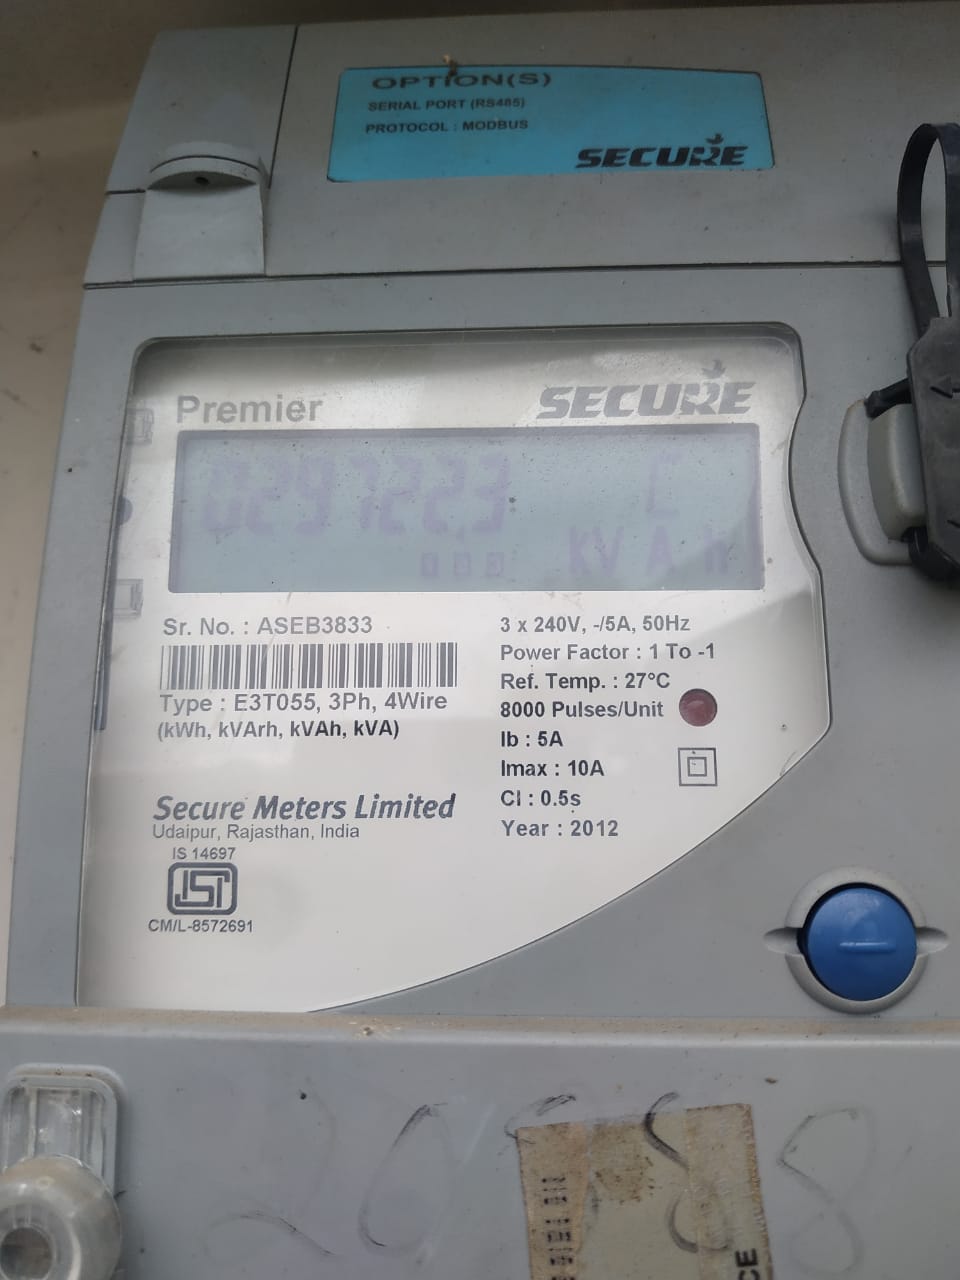 OPTION(S)
SERIAL PORT (RS485)
PROTOCOL : MODBUS
SECURE
Premier
SECURE
C
kVAh
Sr. No. : ASEB3833
3 x 240V, -/5A, 50Hz
Power Factor : 1 To -1
Ref. Temp. : 27°C
Type : E3T055, 3Ph, 4Wire
8000 Pulses/Unit
(kWh, kVArh, kVAh, kVA)
Ib : 5A
Imax : 10A
Cl : 0.5s
Secure Meters Limited
Year : 2012
Udaipur, Rajasthan, India
IS 14697
ISI
CM/L-8572691